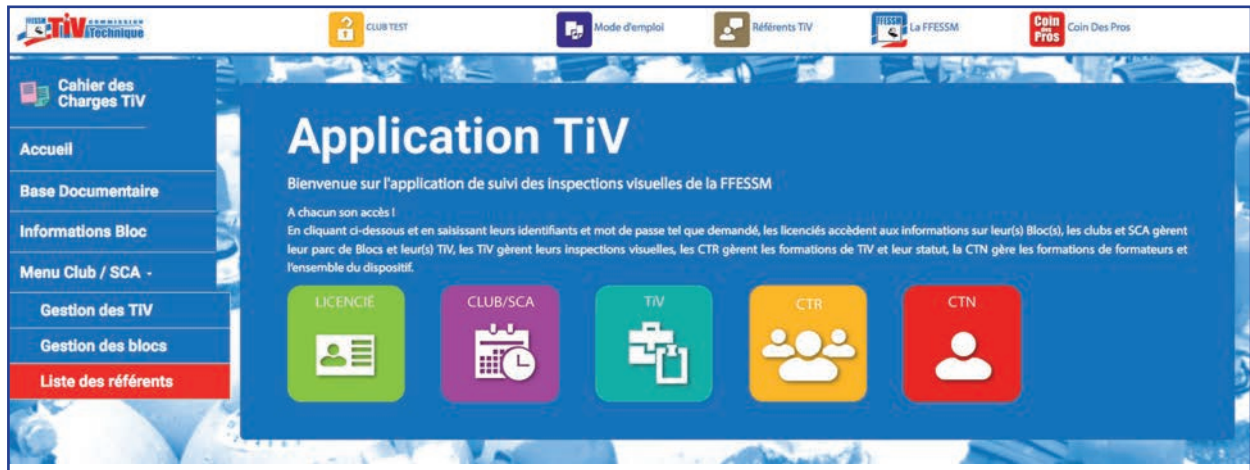 FFESSM TiV COMMISSION Technique
CLUB TEST
Mode d'emploi
Référents TiV
FFESSM
La FFESSM
Coin des Pros
Coin Des Pros
Cahier des
Charges TiV
Accueil
Base Documentaire
Informations Bloc
Menu Club / SCA -
Gestion des TIV
Gestion des blocs
Liste des référents
Application TiV
Bienvenue sur l'application de suivi des inspections visuelles de la FFESSM
A chacun son accès !
En cliquant ci-dessous et en saisissant leurs identifiants et mot de passe tel que demandé, les licenciés accèdent aux informations sur leur(s) Bloc(s), les clubs et SCA gèrent
leur parc de Blocs et leur(s) TiV, les TiV gèrent leurs inspections visuelles, les CTR gèrent les formations de TiV et leur statut, la CTN gère les formations de formateurs et
l'ensemble du dispositif.
LICENCIÉ
CLUB/SCA
TiV
CTR
CTN